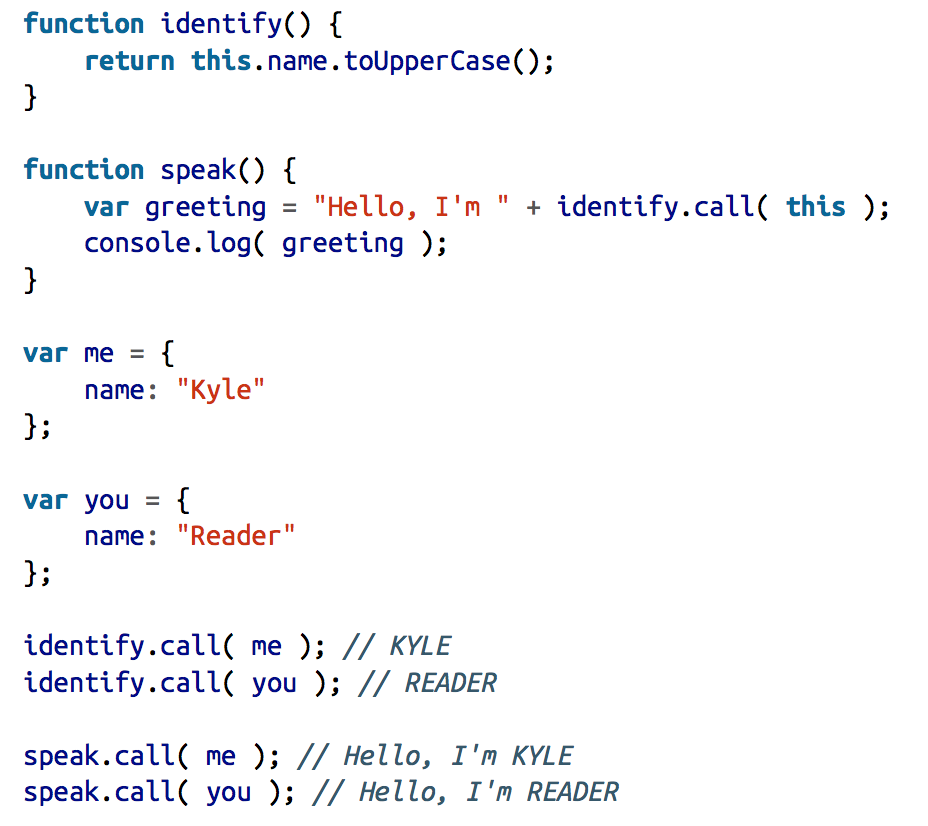 function identify() {
    return this.name.toUpperCase();
}

function speak() {
    var greeting = "Hello, I'm " + identify.call( this );
    console.log( greeting );
}

var me = {
    name: "Kyle"
};

var you = {
    name: "Reader"
};

identify.call( me ); // KYLE
identify.call( you ); // READER

speak.call( me ); // Hello, I'm KYLE
speak.call( you ); // Hello, I'm READER